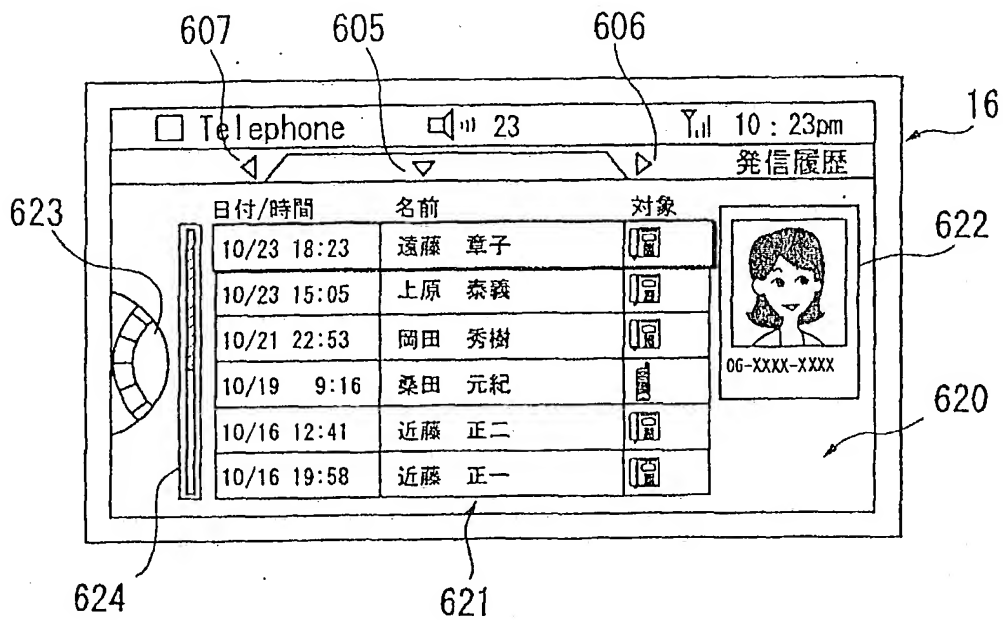 607 605 606
16
Telephone 23 10:23pm
発信履歴
623
日付/時間 名前 対象
622
10/23 18:23 遠藤 章子
10/23 15:05 上原 泰義
10/21 22:53 岡田 秀樹
06-XXXX-XXXX
10/19 9:16 桑田 元紀
620
10/16 12:41 近藤 正二
10/16 19:58 近藤 正一
624 621